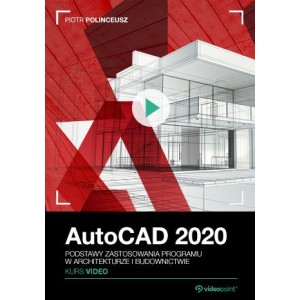 PIOTR POLINCEUSZ
AutoCAD 2020
PODSTAWY ZASTOSOWANIA PROGRAMU
W ARCHITEKTURZE I BUDOWNICTWIE
KURS VIDEO
videopoint